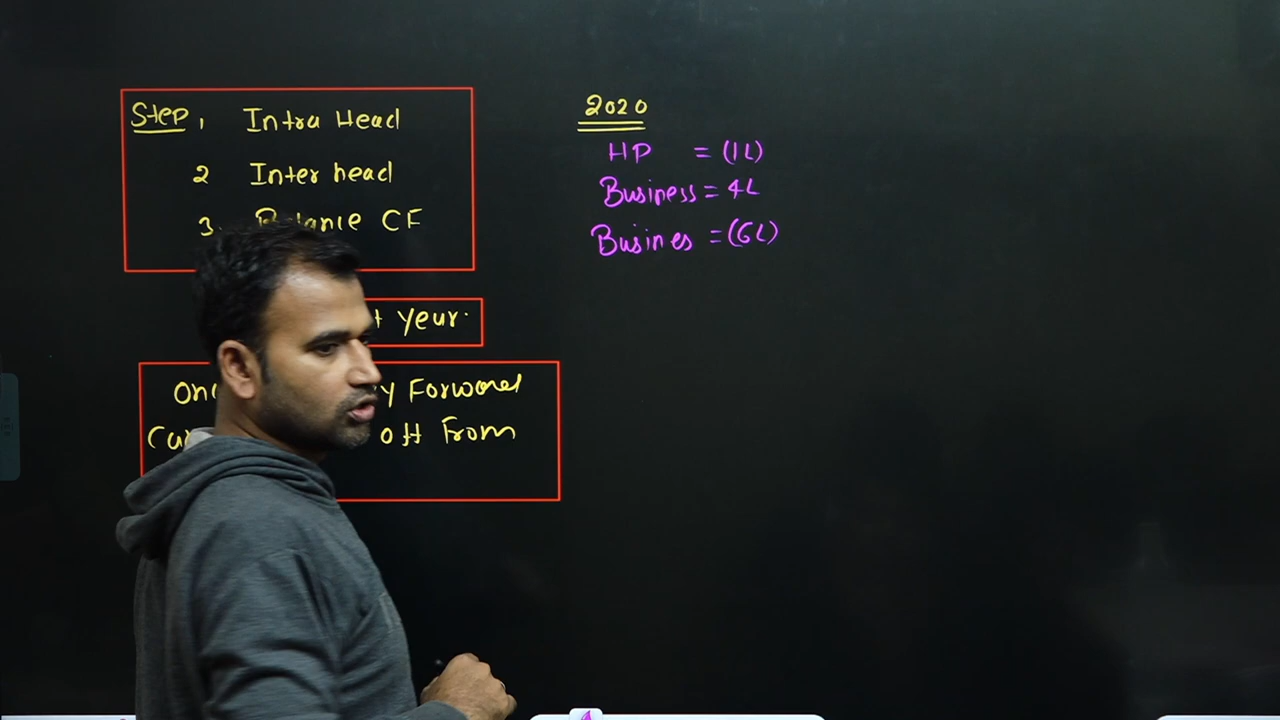 Step 1 Intra Head
2 Inter head
3. Balance CF
t year.
y Forward
off From
2020
HP = (1L)
Business = 4L
Busines = (6L)